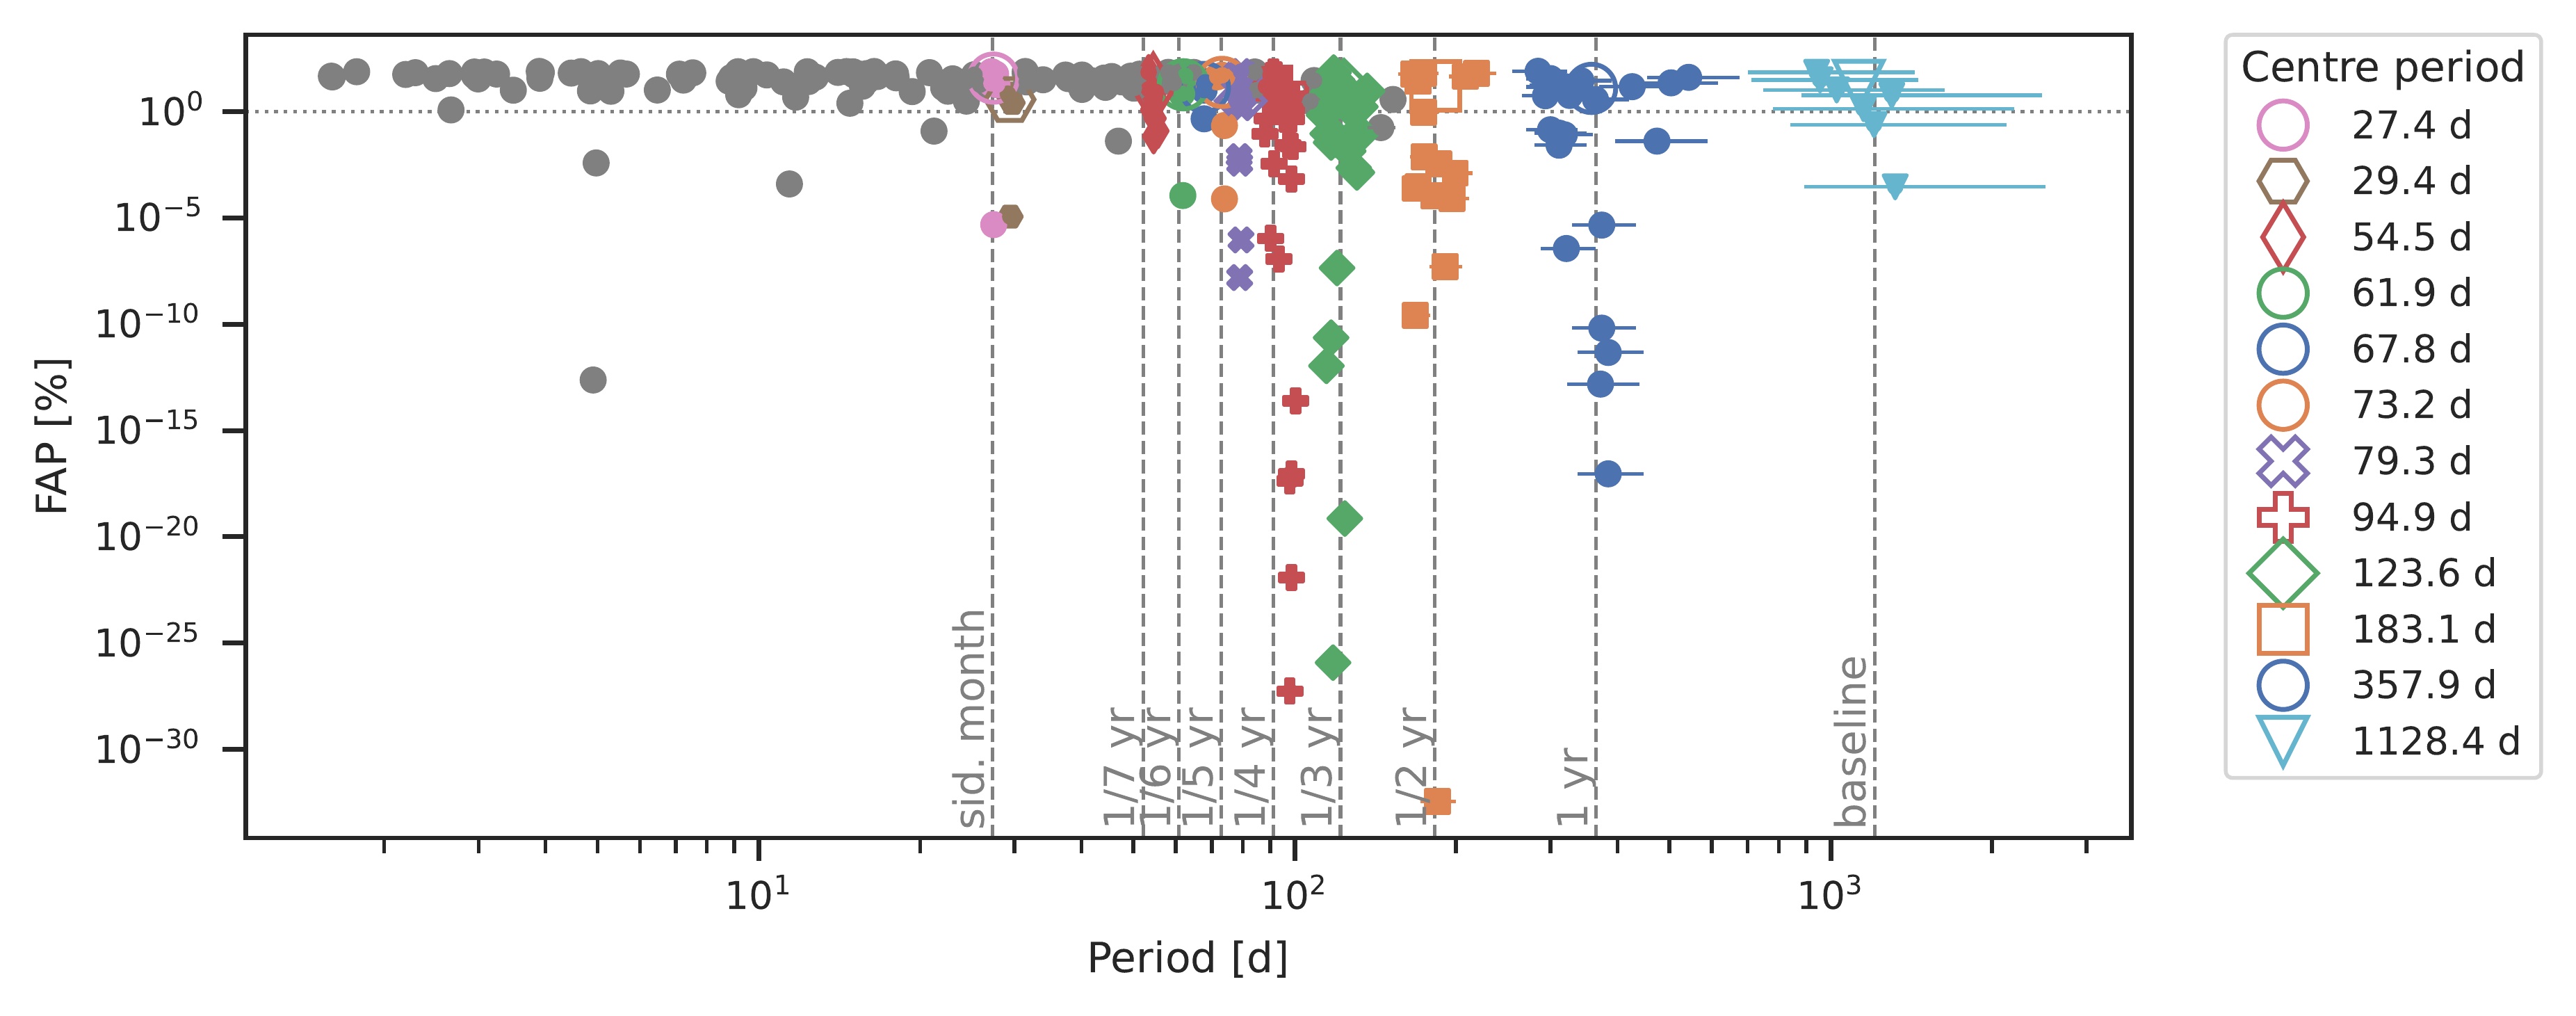 FAP [%]
10^0
10^−5
10^−10
10^−15
10^−20
10^−25
10^−30
sid. month
1/7 yr
1/6 yr
1/5 yr
1/4 yr
1/3 yr
1/2 yr
1 yr
baseline
10^1
10^2
10^3
Period [d]
Centre period
27.4 d
29.4 d
54.5 d
61.9 d
67.8 d
73.2 d
79.3 d
94.9 d
123.6 d
183.1 d
357.9 d
1128.4 d